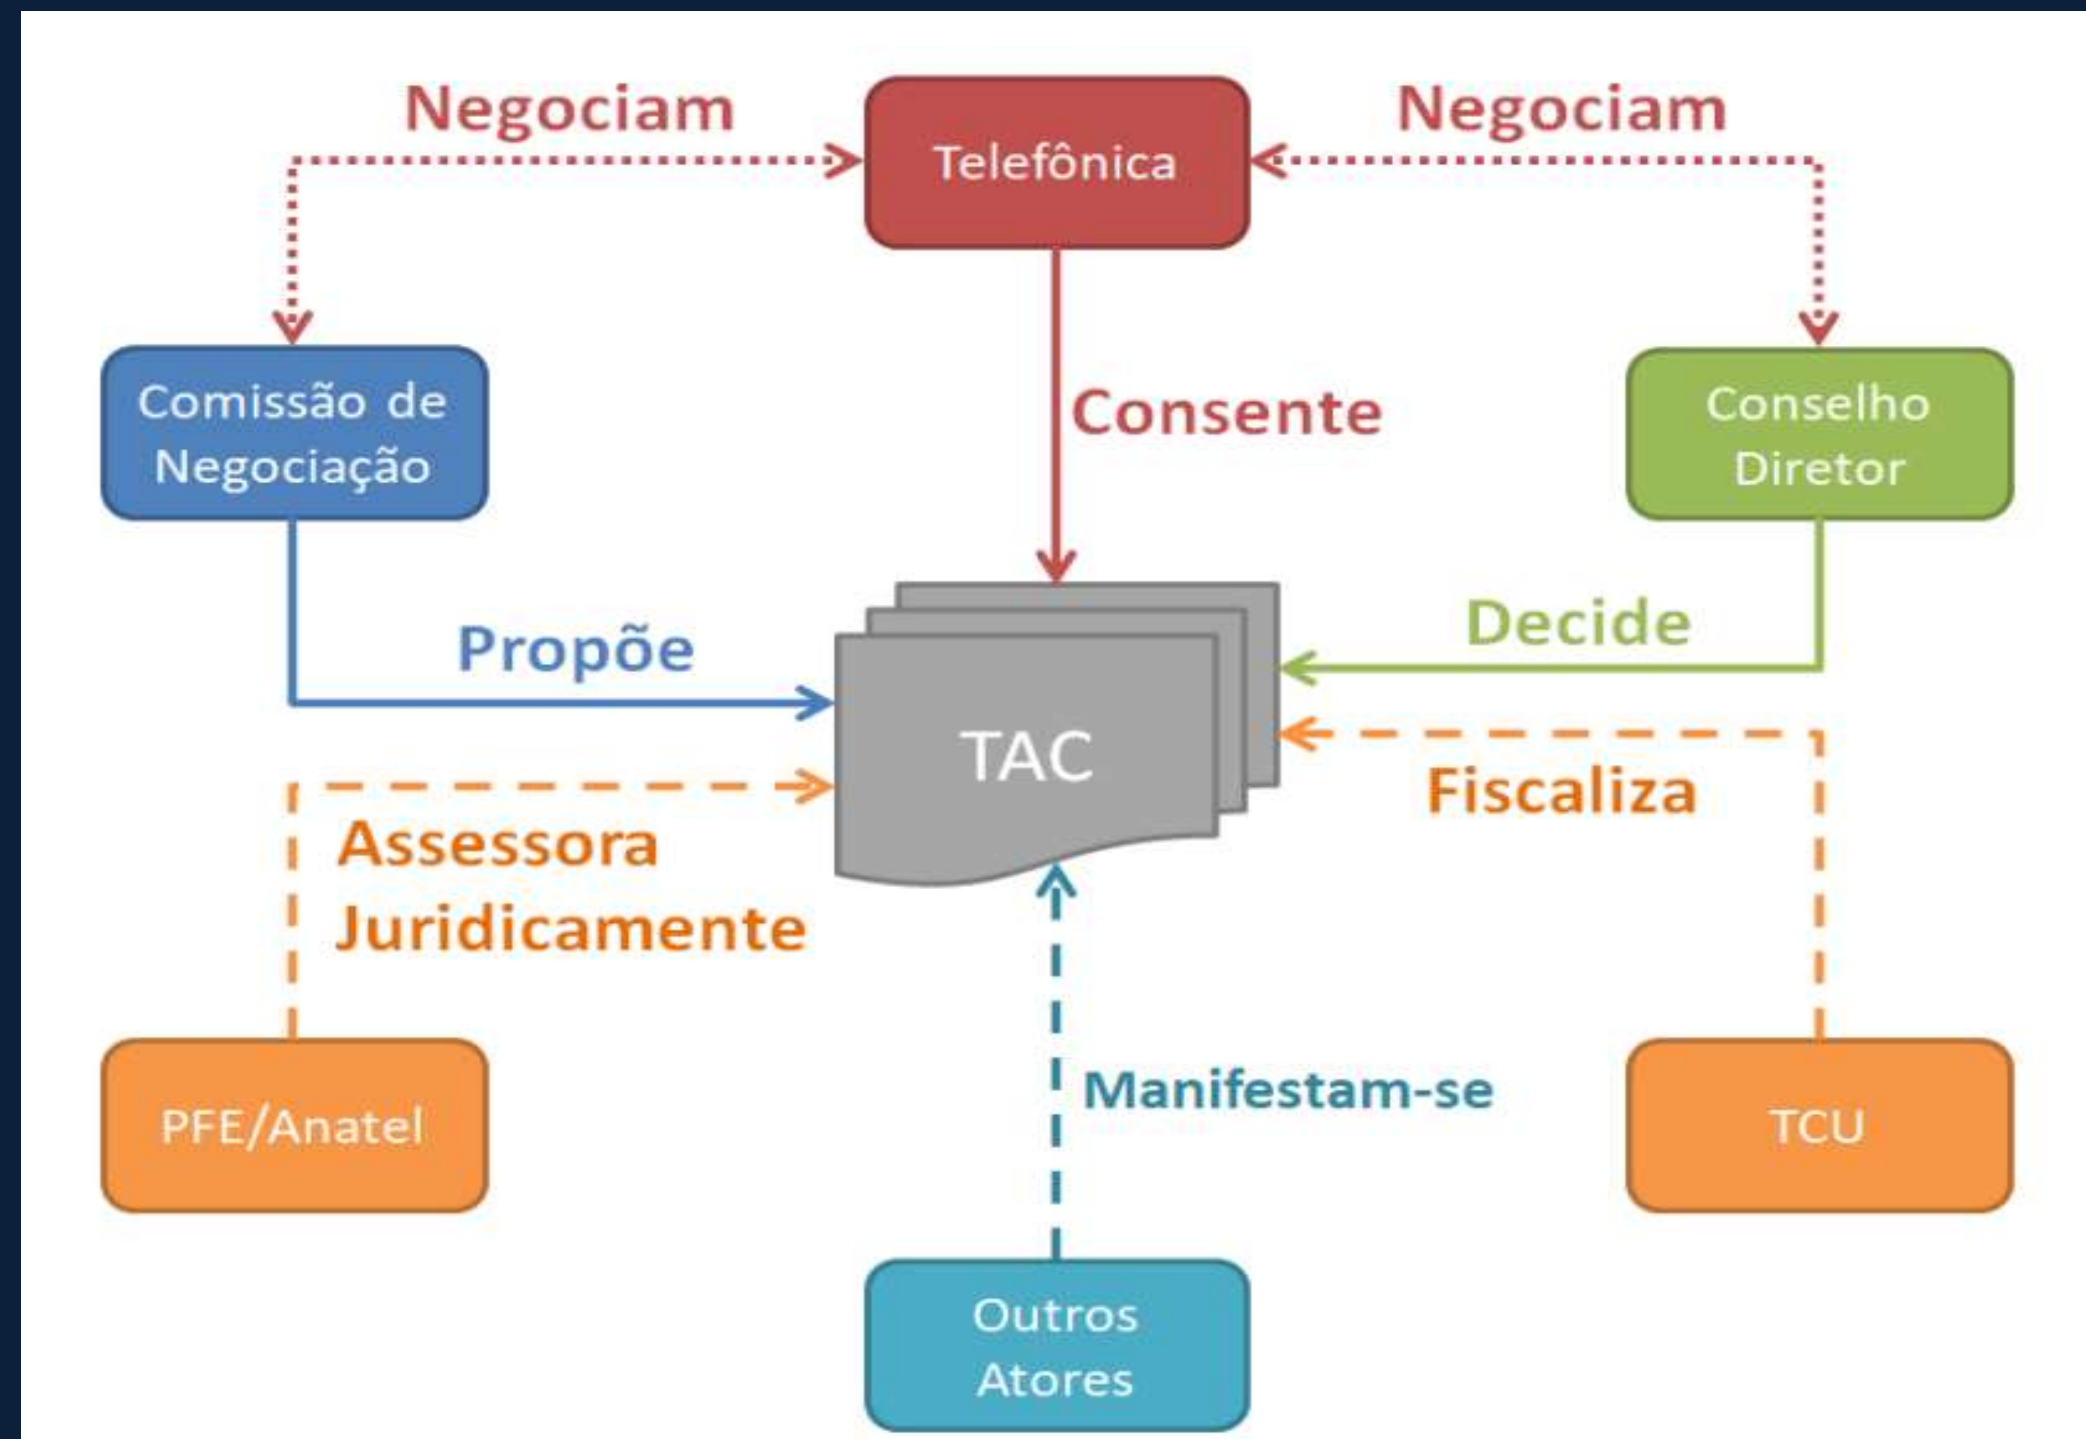 Negociam
Telefônica
Negociam
Comissão de
Negociação
Consente
Conselho
Diretor
Propõe
Decide
TAC
Assessora
Juridicamente
Fiscaliza
PFE/Anatel
Manifestam-se
TCU
Outros
Atores